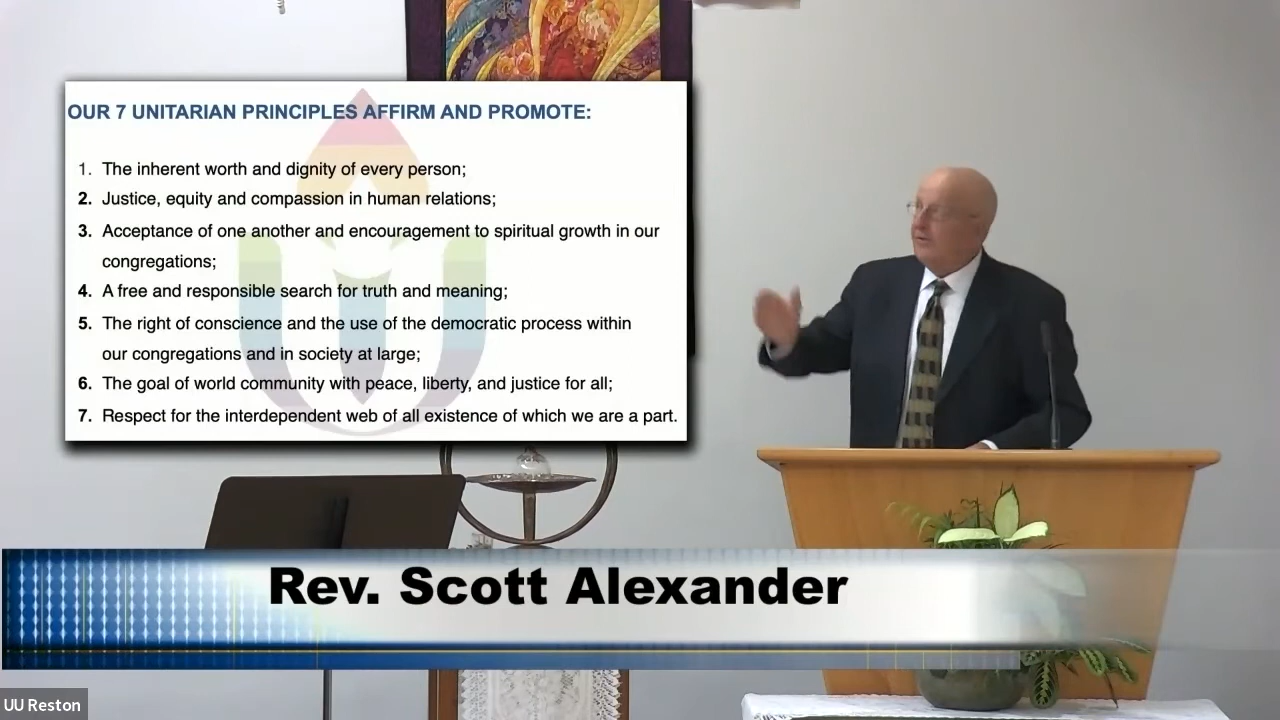 OUR 7 UNITARIAN PRINCIPLES AFFIRM AND PROMOTE:
1. The inherent worth and dignity of every person;
2. Justice, equity and compassion in human relations;
3. Acceptance of one another and encouragement to spiritual growth in our
congregations;
4. A free and responsible search for truth and meaning;
5. The right of conscience and the use of the democratic process within
our congregations and in society at large;
6. The goal of world community with peace, liberty, and justice for all;
7. Respect for the interdependent web of all existence of which we are a part.
Rev. Scott Alexander
UU Reston